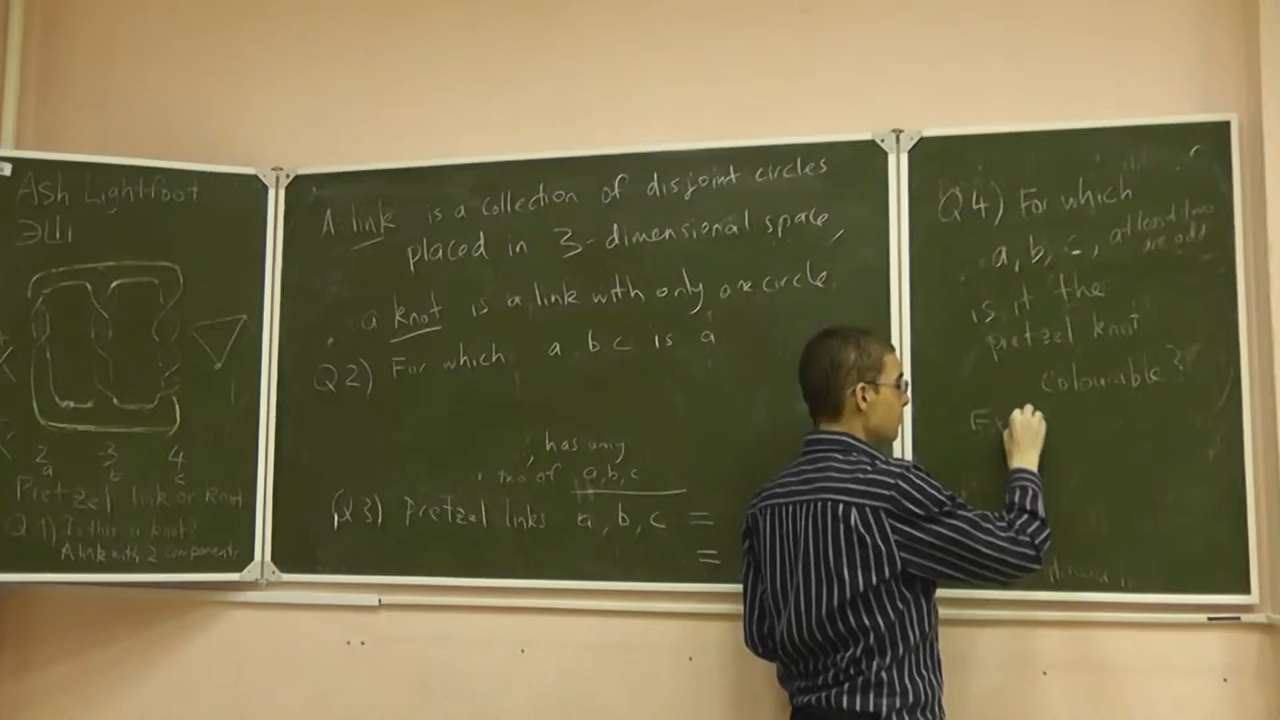 Ash Lightfoot
ЭШ
2 3 4
a c
Pretzel link or knot
Q 1) Is this a knot?
A link with 2 components
A link is a collection of disjoint circles
placed in 3-dimensional space,
a knot is a link with only one circle
Q2) For which a b c is a
has any
two of a,b,c
Q3) pretzel links a, b, c =
=
Q4) For which
a, b, c, at least two
are odd
is it the
pretzel knot
colourable?